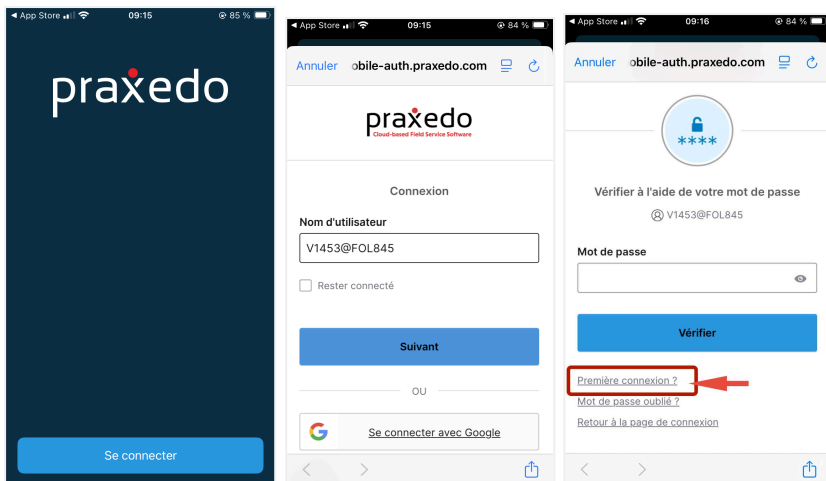 App Store
09:15
85 %
praxedo
Se connecter
App Store
09:15
84 %
Annuler
obile-auth.praxedo.com
praxedo
Cloud-based Field Service Software
Connexion
Nom d'utilisateur
V1453@FOL845
Rester connecté
Suivant
OU
Se connecter avec Google
App Store
09:16
84 %
Annuler
obile-auth.praxedo.com
****
Vérifier à l'aide de votre mot de passe
V1453@FOL845
Mot de passe
Vérifier
Première connexion ?
Mot de passe oublié ?
Retour à la page de connexion